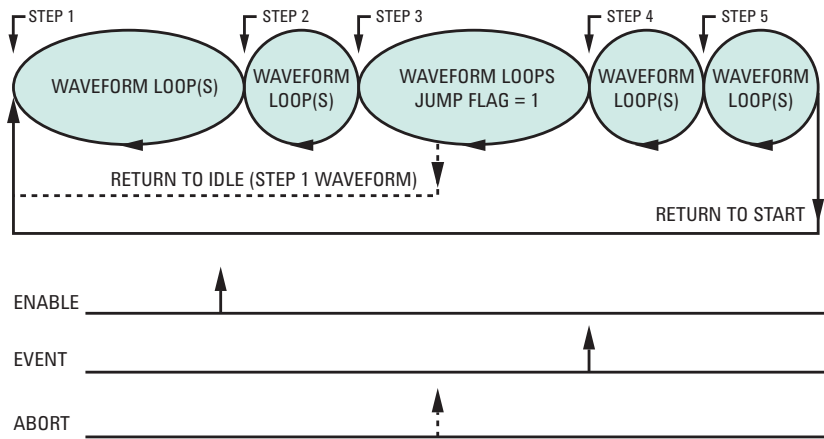 STEP 1
STEP 2
STEP 3
STEP 4
STEP 5
WAVEFORM LOOP(S)
WAVEFORM
LOOP(S)
WAVEFORM LOOPS
JUMP FLAG = 1
WAVEFORM
LOOP(S)
WAVEFORM
LOOP(S)
RETURN TO IDLE (STEP 1 WAVEFORM)
RETURN TO START
ENABLE
EVENT
ABORT